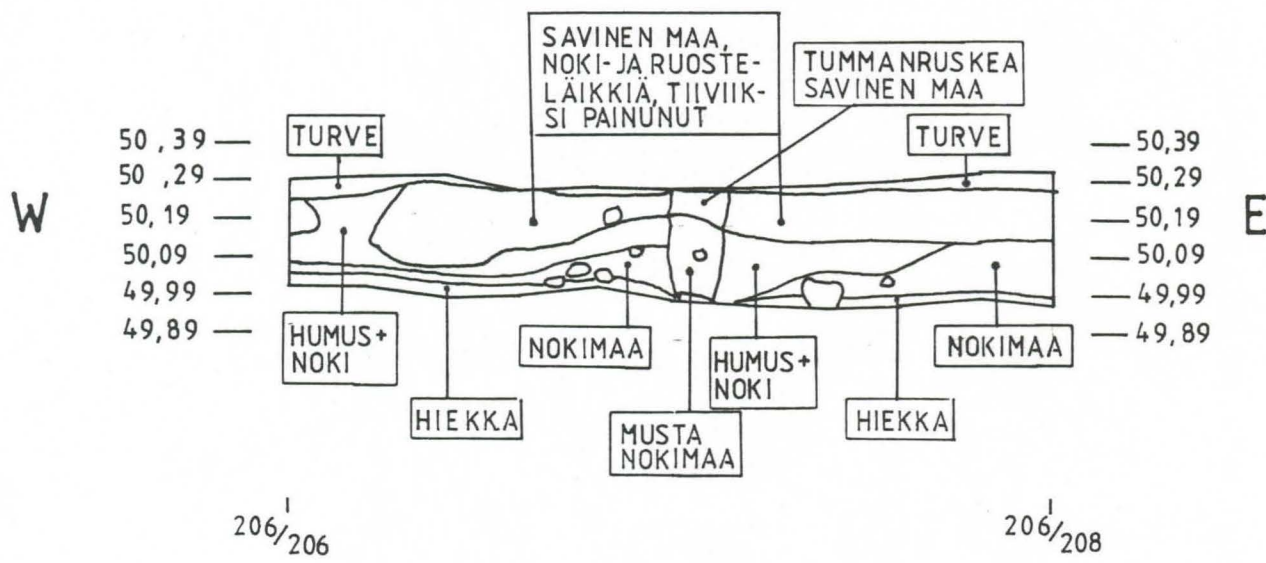 SAVINEN MAA,
NOKI-JA RUOSTE-
LÄIKKIÄ, TIIVIIK-
SI PAINUNUT
TUMMANRUSKEA
SAVINEN MAA
TURVE
TURVE
50,39
50,29
50,19
50,09
49,99
49,89
W
50,39
50,29
50,19
50,09
49,99
49,89
E
HUMUS+
NOKI
HIEKKA
NOKIMAA
MUSTA
NOKIMAA
HUMUS+
NOKI
HIEKKA
NOKIMAA
206/206
206/208